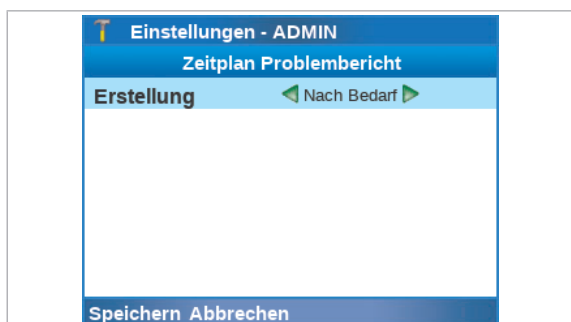 Einstellungen - ADMIN
Zeitplan Problembericht
Erstellung Nach Bedarf
Speichern Abbrechen